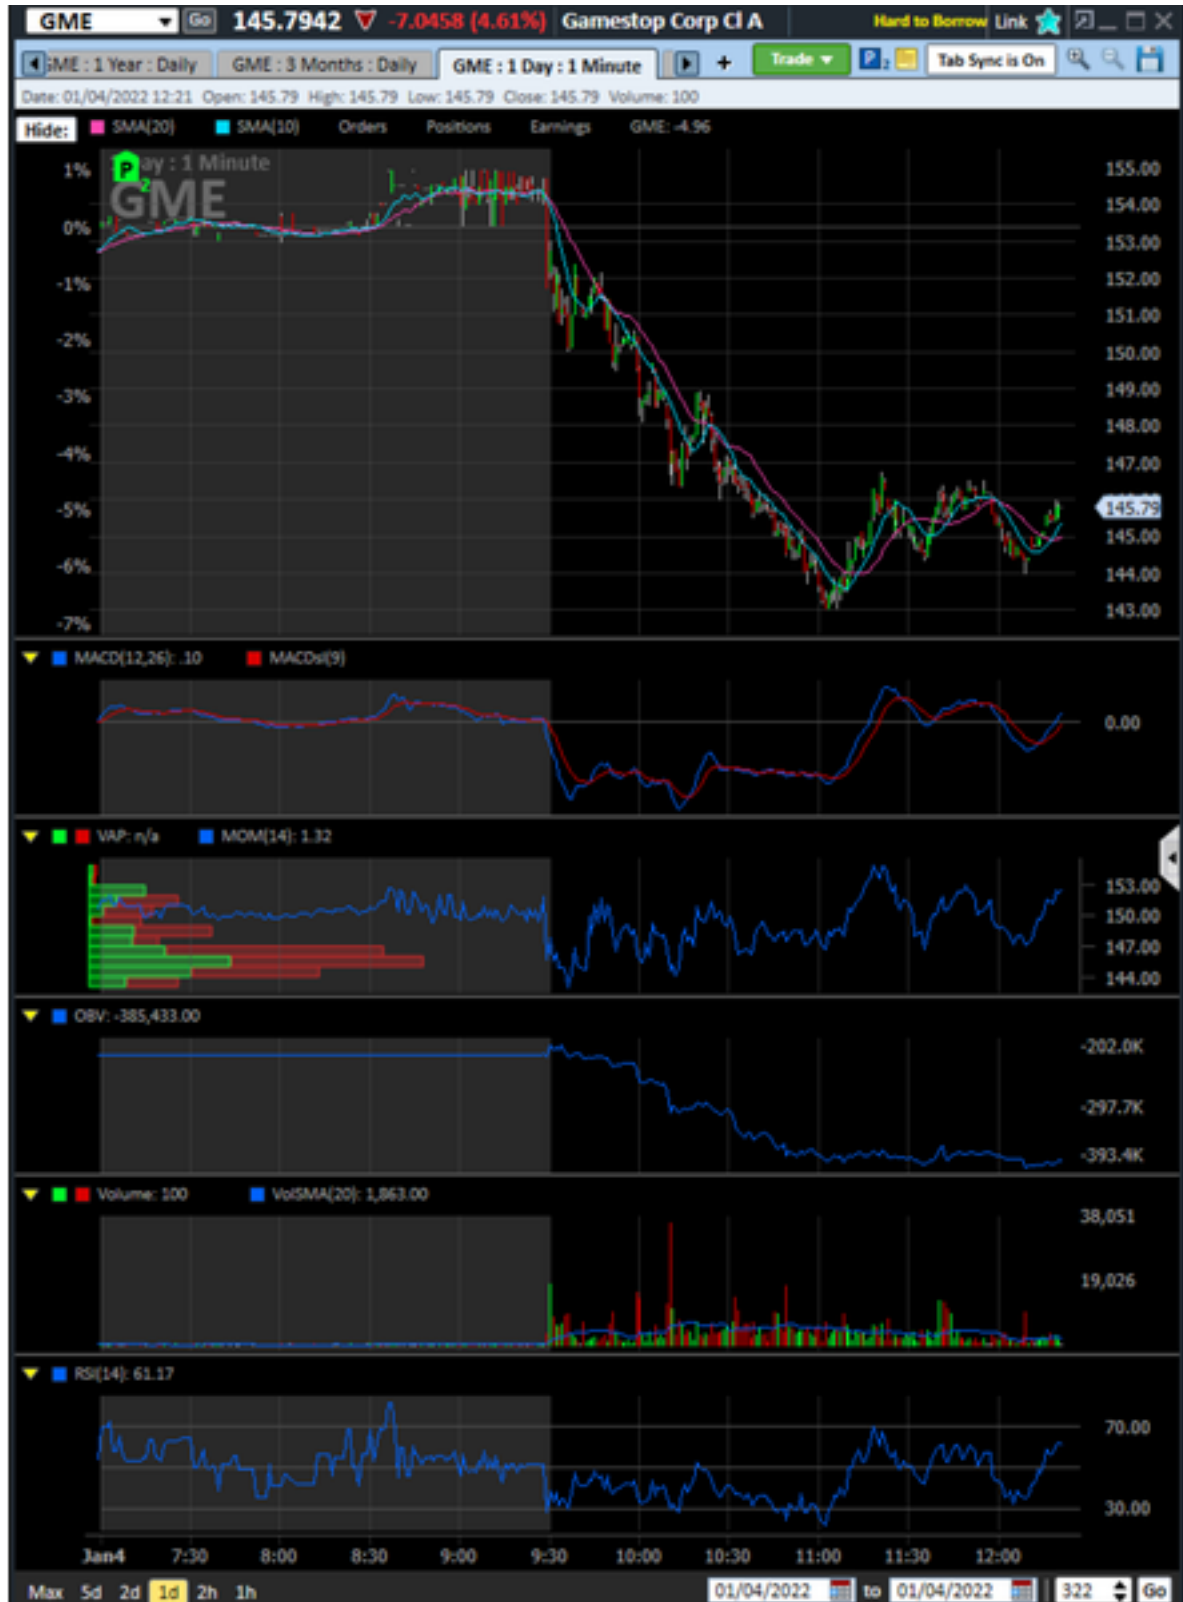 GME Go 145.7942 -7.0458 (4.61%) Gamestop Corp Cl A Hard to Borrow Link
GME : 1 Year : Daily GME : 3 Months : Daily GME : 1 Day : 1 Minute + Trade P 2 Tab Sync is On
Date: 01/04/2022 12:21 Open: 145.79 High: 145.79 Low: 145.79 Close: 145.79 Volume: 100
Hide: SMA(20) SMA(10) Orders Positions Earnings GME: -4.96
P 2 ay : 1 Minute
GME
1%
0%
-1%
-2%
-3%
-4%
-5%
-6%
-7%
155.00
154.00
153.00
152.00
151.00
150.00
149.00
148.00
147.00
145.79
145.00
144.00
143.00
MACD(12,26): .10 MACDsl(9)
0.00
VAP: n/a MOM(14): 1.32
153.00
150.00
147.00
144.00
OBV: -385,433.00
-202.0K
-297.7K
-393.4K
Volume: 100 VolSMA(20): 1,863.00
38,051
19,026
RSI(14): 61.17
70.00
30.00
Jan4 7:30 8:00 8:30 9:00 9:30 10:00 10:30 11:00 11:30 12:00
Max 5d 2d 1d 2h 1h 01/04/2022 to 01/04/2022 322 Go